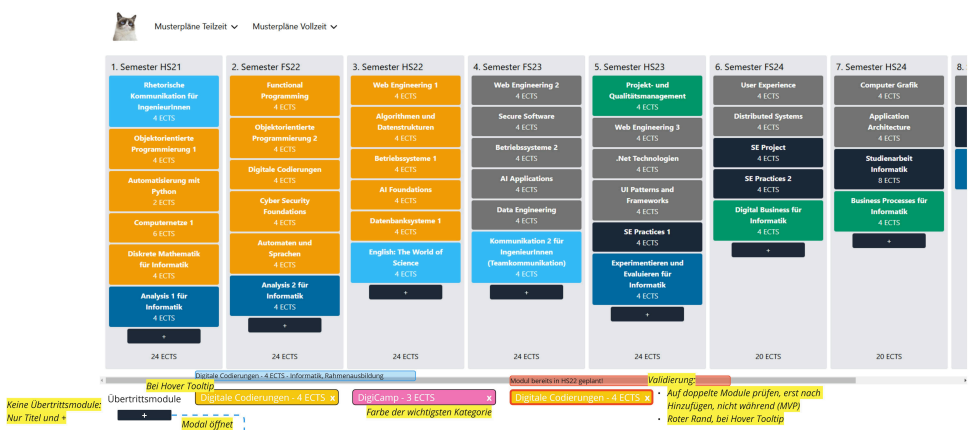 Musterpläne Teilzeit
Musterpläne Vollzeit
1. Semester HS21
Rhetorische
Kommunikation für
IngenieurInnen
4 ECTS
Objektorientierte
Programmierung 1
4 ECTS
Automatisierung mit
Python
2 ECTS
Computernetze 1
6 ECTS
Diskrete Mathematik
für Informatik
4 ECTS
Analysis 1 für
Informatik
4 ECTS
+
24 ECTS
2. Semester FS22
Functional
Programming
4 ECTS
Objektorientierte
Programmierung 2
4 ECTS
Digitale Codierungen
4 ECTS
Cyber Security
Foundations
4 ECTS
Automaten und
Sprachen
4 ECTS
Analysis 2 für
Informatik
4 ECTS
+
24 ECTS
3. Semester HS22
Web Engineering 1
4 ECTS
Algorithmen und
Datenstrukturen
4 ECTS
Betriebssysteme 1
4 ECTS
AI Foundations
4 ECTS
Datenbanksysteme 1
4 ECTS
English: The World of
Science
4 ECTS
+
24 ECTS
4. Semester FS23
Web Engineering 2
4 ECTS
Secure Software
4 ECTS
Betriebssysteme 2
4 ECTS
AI Applications
4 ECTS
Data Engineering
4 ECTS
Kommunikation 2 für
IngenieurInnen
(Teamkommunikation)
4 ECTS
+
24 ECTS
5. Semester HS23
Projekt- und
Qualitätsmanagement
4 ECTS
Web Engineering 3
4 ECTS
.Net Technologien
4 ECTS
UI Patterns and
Frameworks
4 ECTS
SE Practices 1
4 ECTS
Experimentieren und
Evaluieren für
Informatik
4 ECTS
+
24 ECTS
6. Semester FS24
User Experience
4 ECTS
Distributed Systems
4 ECTS
SE Project
4 ECTS
SE Practices 2
4 ECTS
Digital Business für
Informatik
4 ECTS
+
20 ECTS
7. Semester HS24
Computer Grafik
4 ECTS
Application
Architecture
4 ECTS
Studienarbeit
Informatik
8 ECTS
Business Processes für
Informatik
4 ECTS
+
20 ECTS
8.
Digitale Codierungen - 4 ECTS - Informatik, Rahmenausbildung
Bei Hover Tooltip
Modul bereits in HS22 geplant!
Validierung:
Keine Übertrittsmodule:
Nur Titel und +
Übertrittsmodule
+
Digitale Codierungen - 4 ECTS x
DigiCamp - 3 ECTS x
Digitale Codierungen - 4 ECTS x
Modal öffnet
Farbe der wichtigsten Kategorie
• Auf doppelte Module prüfen, erst nach
Hinzufügen, nicht während (MVP)
• Roter Rand, bei Hover Tooltip